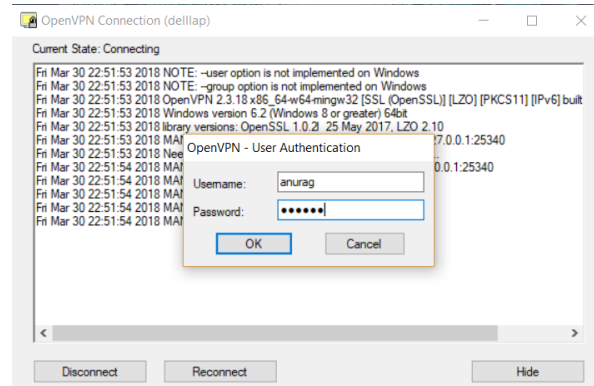 OpenVPN Connection (delllap)
Current State: Connecting
Fri Mar 30 22:51:53 2018 NOTE: --user option is not implemented on Windows
Fri Mar 30 22:51:53 2018 NOTE: --group option is not implemented on Windows
Fri Mar 30 22:51:53 2018 OpenVPN 2.3.18 x86_64-w64-mingw32 [SSL (OpenSSL)] [LZO] [PKCS11] [IPv6] built
Fri Mar 30 22:51:53 2018 Windows version 6.2 (Windows 8 or greater) 64bit
Fri Mar 30 22:51:53 2018 library versions: OpenSSL 1.0.2l 25 May 2017, LZO 2.10
Fri Mar 30 22:51:53 2018 MAN 27.0.0.1:25340
Fri Mar 30 22:51:53 2018 Nee
Fri Mar 30 22:51:54 2018 MAN 0.0.1:25340
Fri Mar 30 22:51:54 2018 MAN
Fri Mar 30 22:51:54 2018 MAN
Fri Mar 30 22:51:54 2018 MAN
Fri Mar 30 22:51:54 2018 MAN
OpenVPN - User Authentication
Username: anurag
Password: ••••••
OK Cancel
Disconnect Reconnect Hide